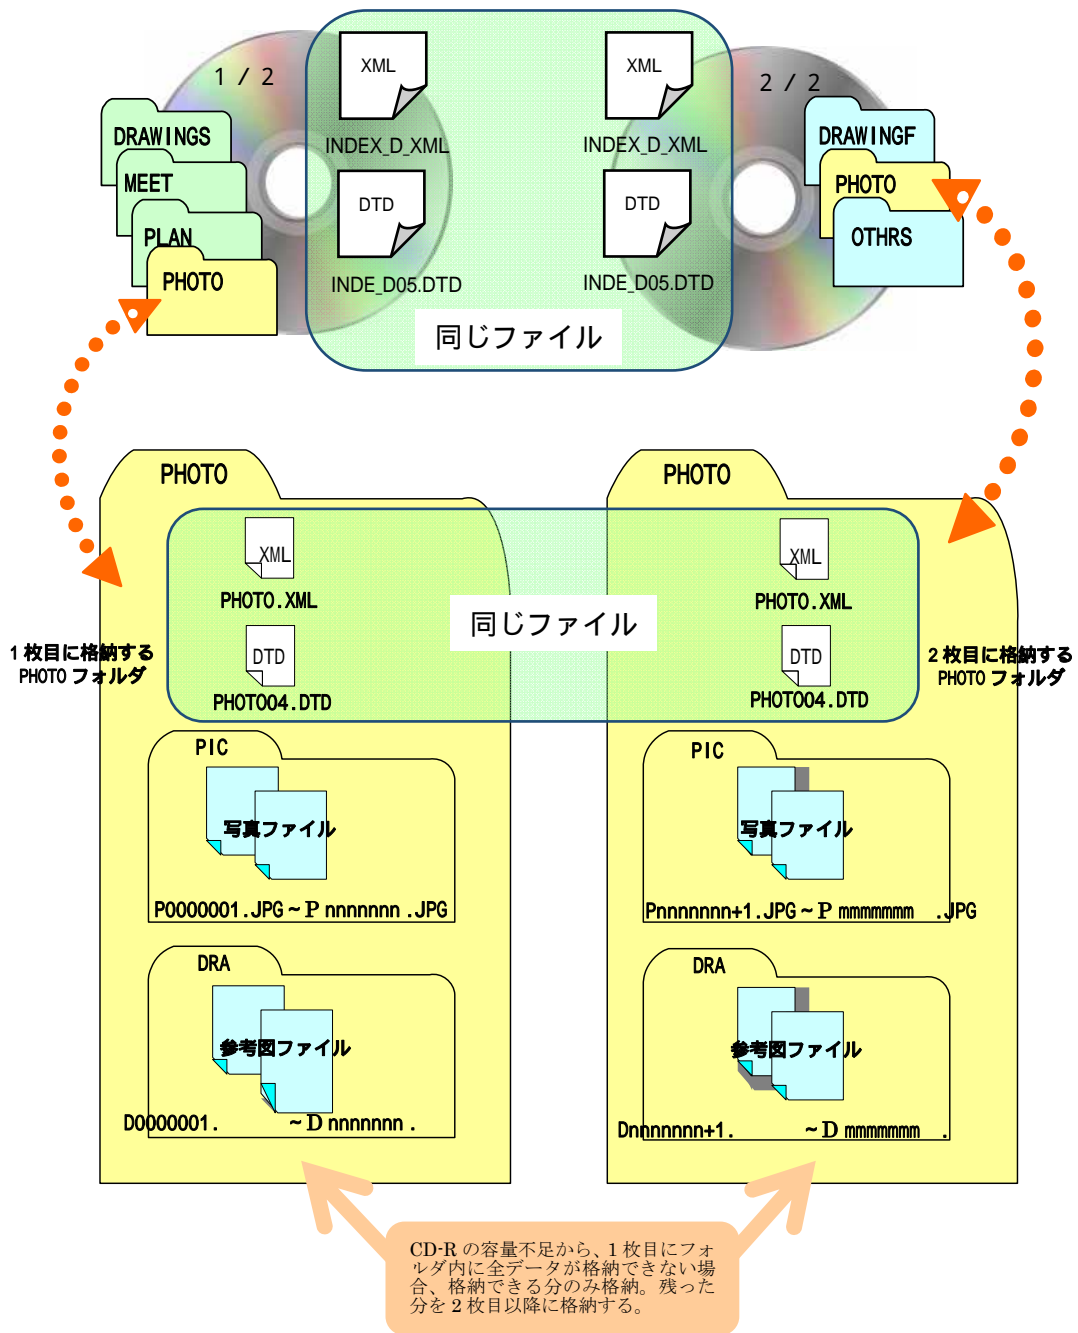 1 / 2
XML
INDEX_D_XML
DTD
INDE_D05.DTD
DRAWINGS
MEET
PLAN
PHOTO
XML
INDEX_D_XML
DTD
INDE_D05.DTD
2 / 2
DRAWINGF
PHOTO
OTHRS
同じファイル
PHOTO
XML
PHOTO.XML
DTD
PHOTO04.DTD
1 枚目に格納する
PHOTO フォルダ
PIC
写真ファイル
P0000001.JPG～P nnnnnnn .JPG
DRA
参考図ファイル
D0000001. ～D nnnnnnn .
同じファイル
PHOTO
XML
PHOTO.XML
DTD
PHOTO04.DTD
2 枚目に格納する
PHOTO フォルダ
PIC
写真ファイル
Pnnnnnnn+1.JPG～P mmmmmmm .JPG
DRA
参考図ファイル
Dnnnnnnn+1. ～D mmmmmmm .
CD-R の容量不足から、1 枚目にフォ
ルダ内に全データが格納できない場
合、格納できる分のみ格納。残った
分を 2 枚目以降に格納する。